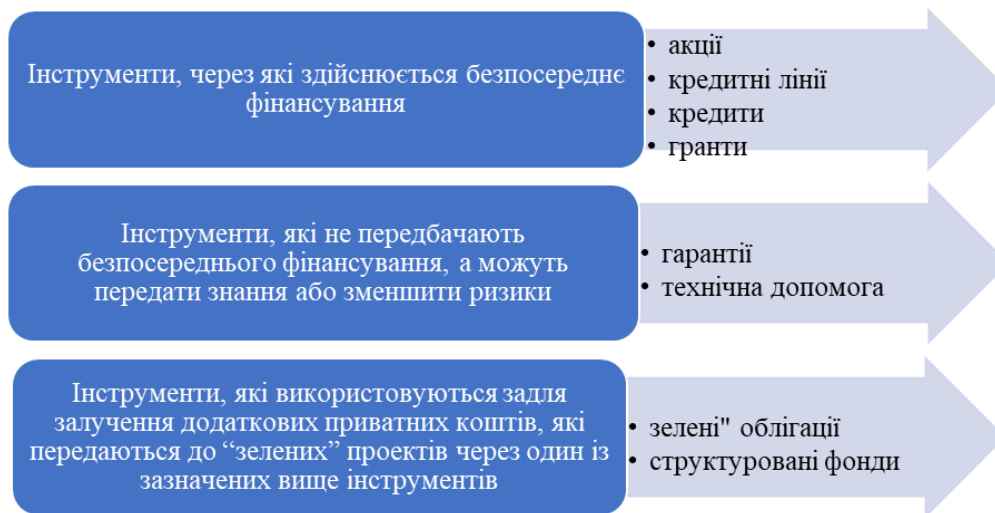 Інструменти, через які здійснюється безпосереднє
фінансування
• акції
• кредитні лінії
• кредити
• гранти
Інструменти, які не передбачають
безпосереднього фінансування, а можуть
передати знання або зменшити ризики
• гарантії
• технічна допомога
Інструменти, які використовуються задля
залучення додаткових приватних коштів, які
передаються до “зелених” проектів через один із
зазначених вище інструментів
• зелені" облігації
• структуровані фонди